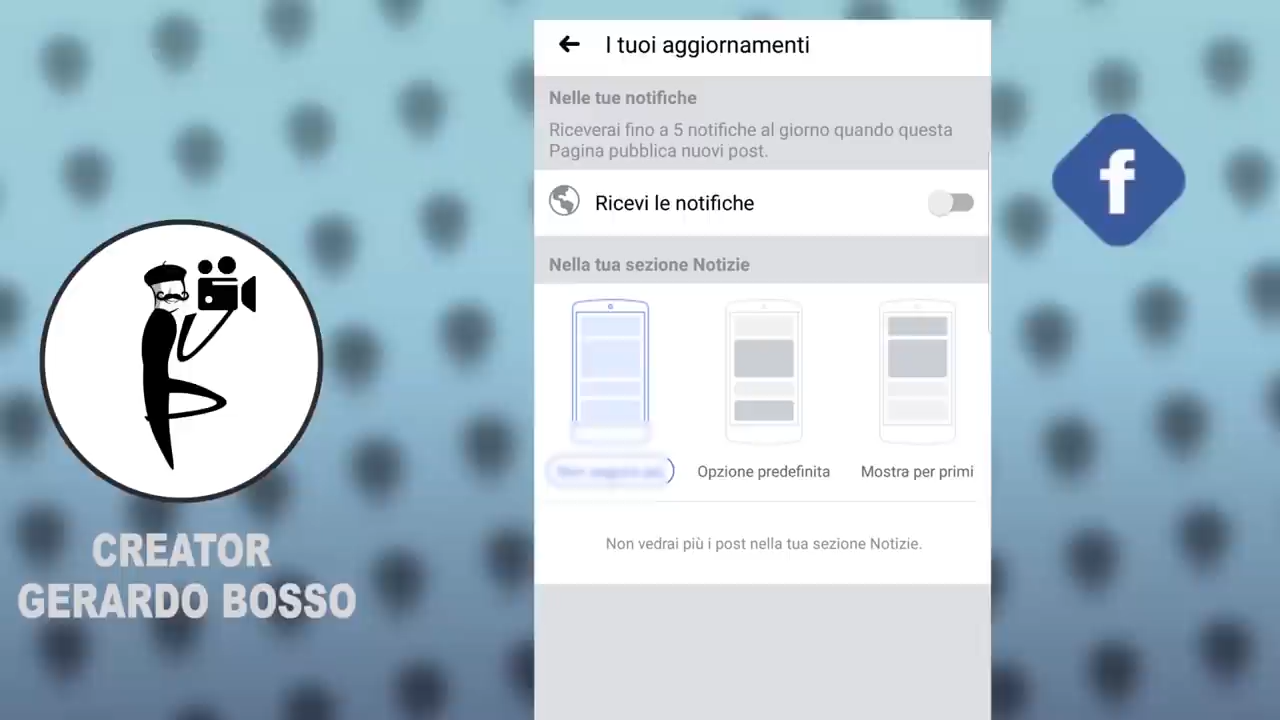 I tuoi aggiornamenti
Nelle tue notifiche
Riceverai fino a 5 notifiche al giorno quando questa
Pagina pubblica nuovi post.
Ricevi le notifiche
Nella tua sezione Notizie
Opzione predefinita
Mostra per primi
Non vedrai più i post nella tua sezione Notizie.
CREATOR
GERARDO BOSSO
f